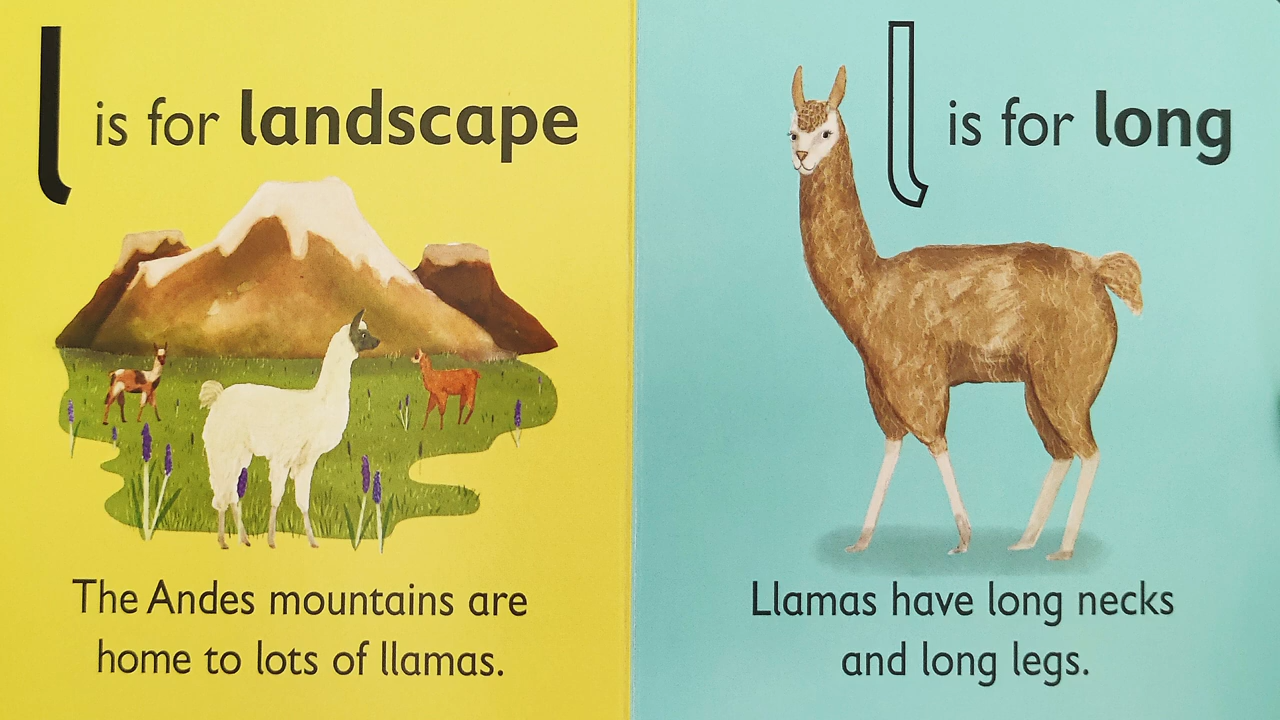 l is for landscape
The Andes mountains are
home to lots of llamas.
l is for long
Llamas have long necks
and long legs.